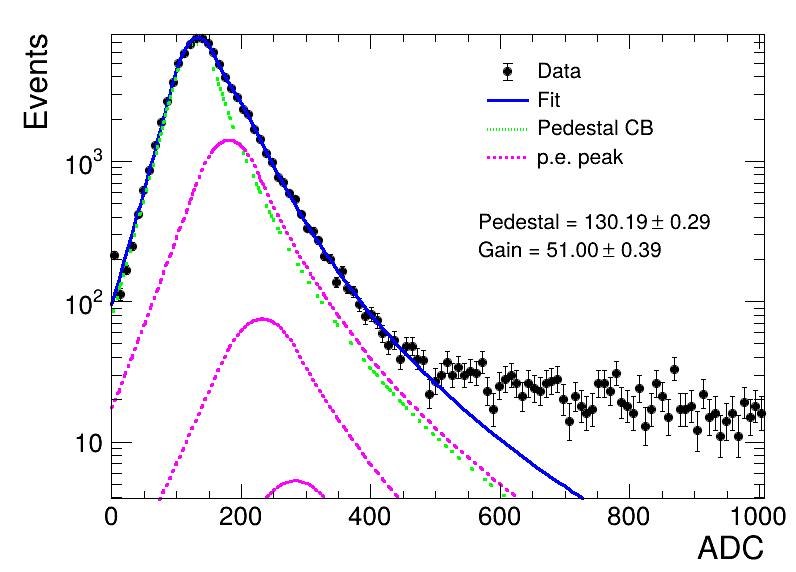 Events
Data
Fit
Pedestal CB
p.e. peak
Pedestal = 130.19 ± 0.29
Gain = 51.00 ± 0.39
10³
10²
10
0 200 400 600 800 1000
ADC